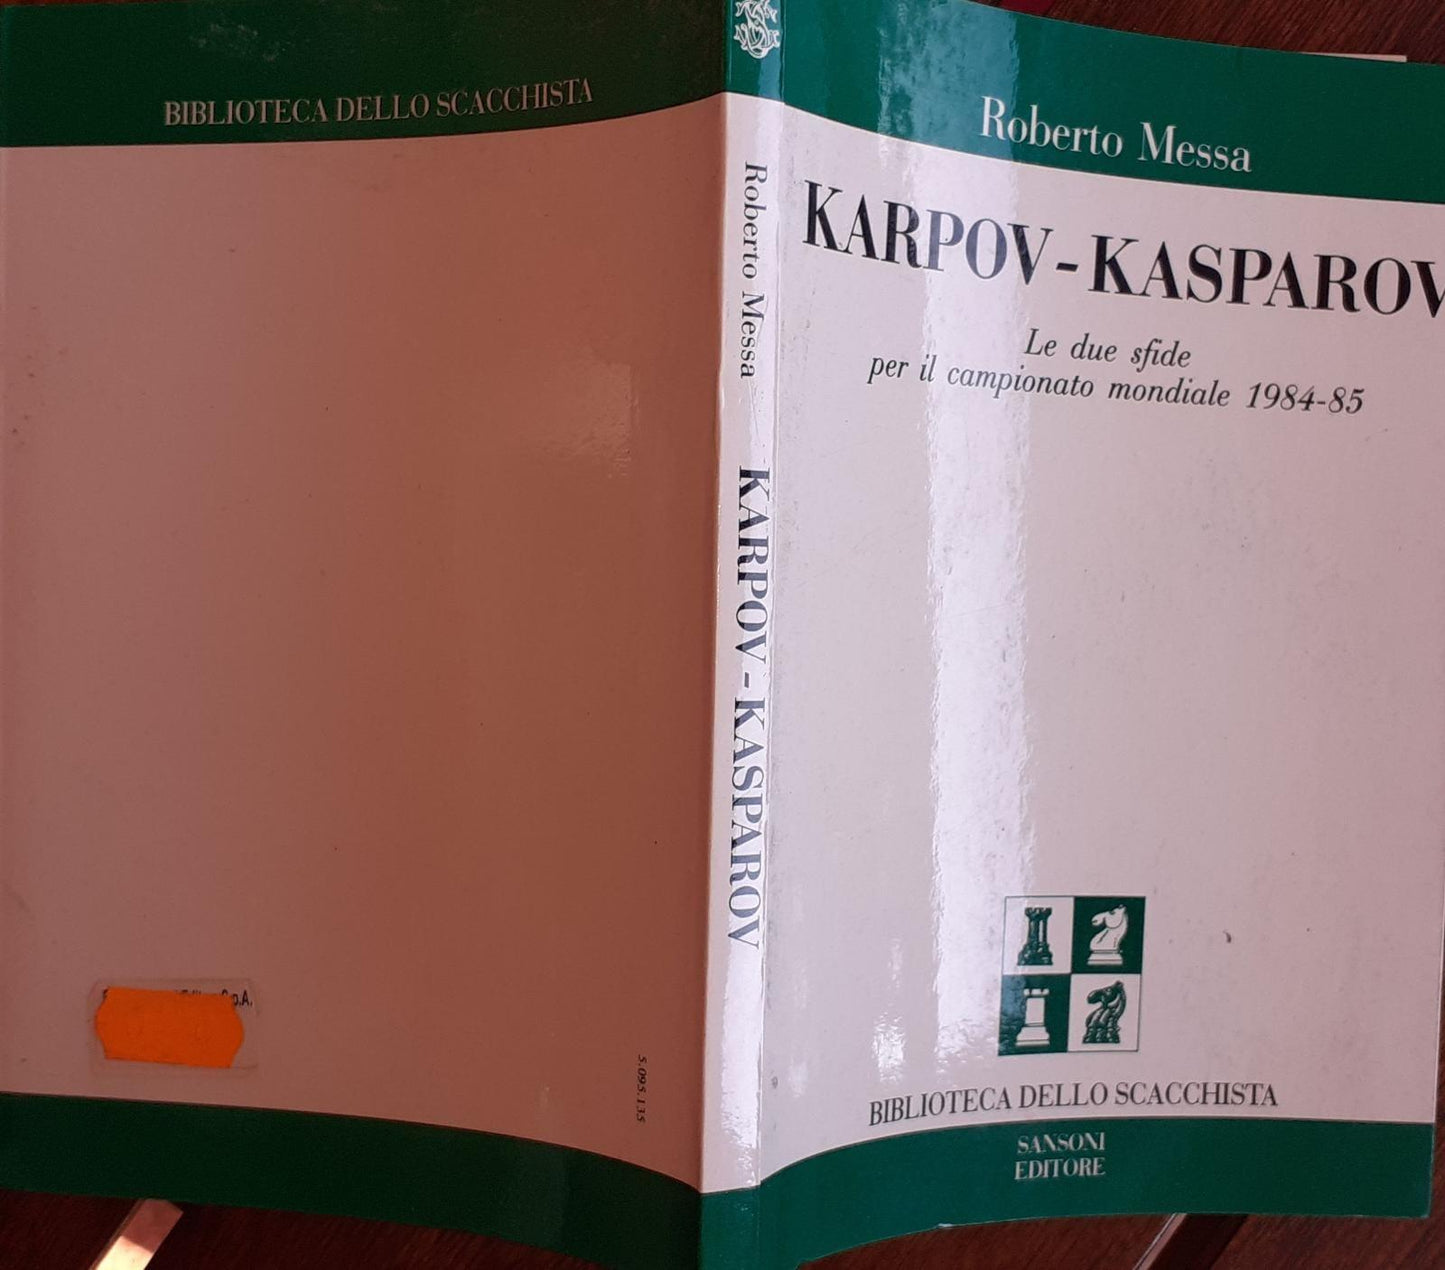 BIBLIOTECA DELLO SCACCHISTA
p.A.
5.095.135
Roberto Messa KARPOV - KASPAROV
Roberto Messa
KARPOV - KASPAROV
Le due sfide
per il campionato mondiale 1984-85
BIBLIOTECA DELLO SCACCHISTA
SANSONI
EDITORE